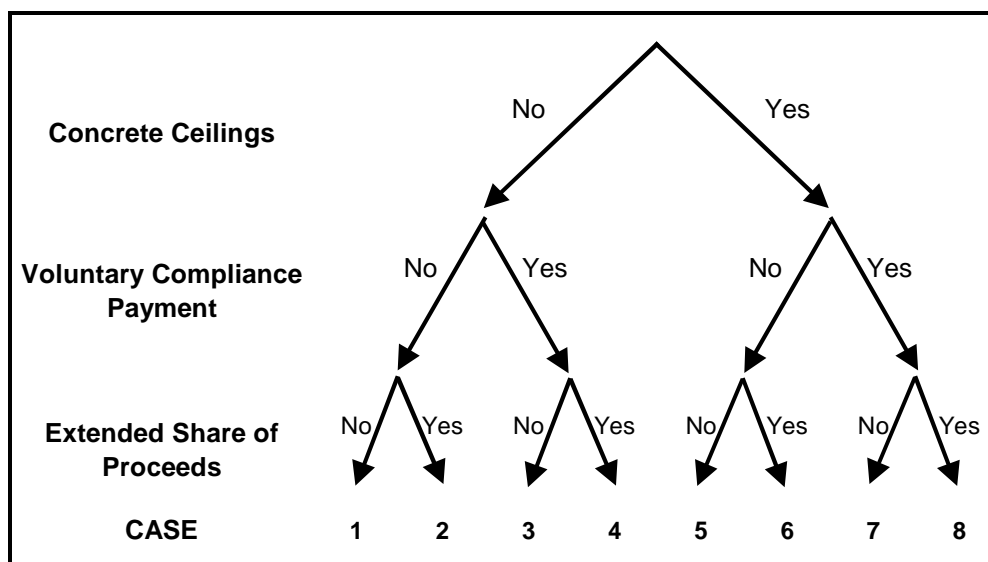 No Yes
Concrete Ceilings
No Yes No Yes
Voluntary Compliance
Payment
No Yes No Yes No Yes No Yes
Extended Share of
Proceeds
CASE 1 2 3 4 5 6 7 8